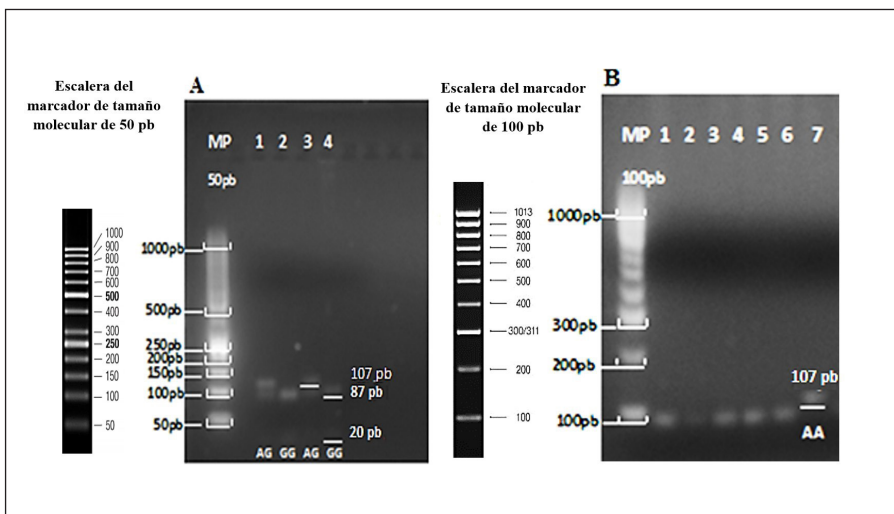 Escalera del
marcador de tamaño
molecular de 50 pb
1000
900
800
700
600
500
400
300
250
200
150
100
50
A
MP 1 2 3 4
50pb
1000pb
500pb
250pb
200pb
150pb
100pb
50pb
107 pb
87 pb
20 pb
AG GG AG GG
Escalera del marcador
de tamaño molecular
de 100 pb
1013
900
800
700
600
500
400
300/311
200
100
B
MP 1 2 3 4 5 6 7
100pb
1000pb
300pb
200pb
100pb
107 pb
AA